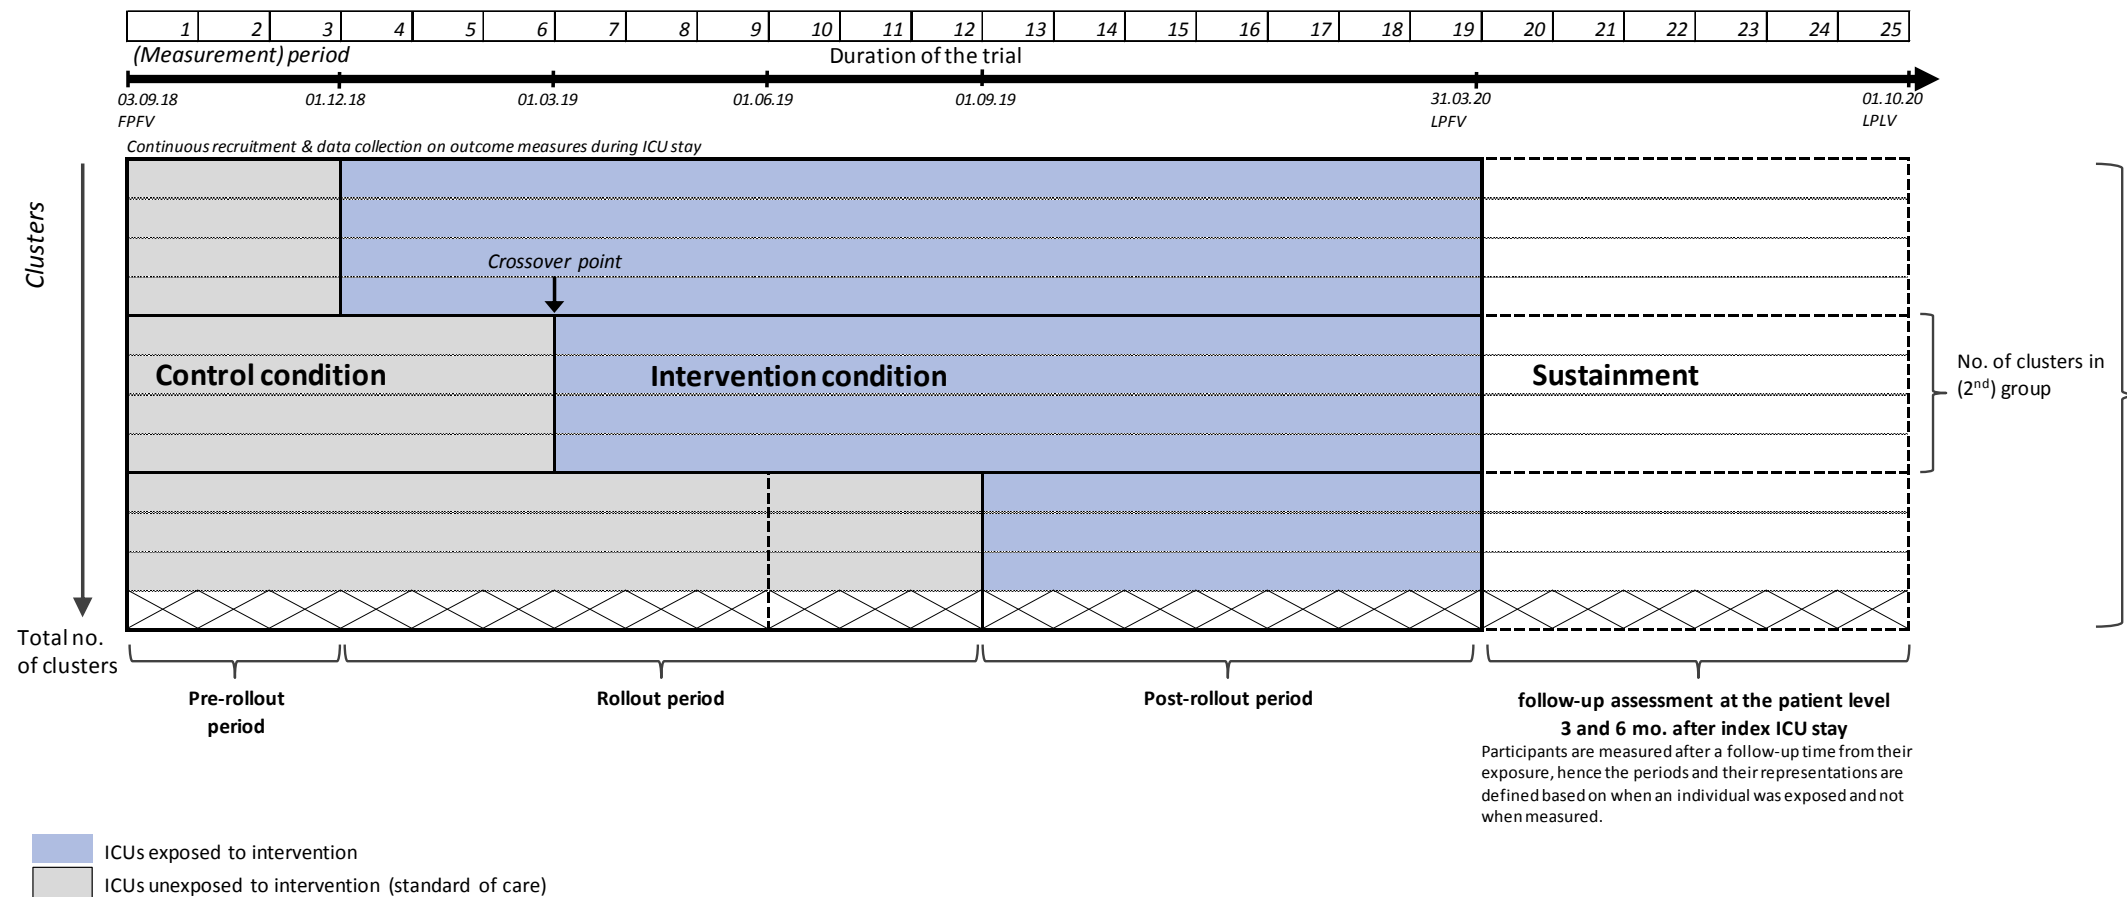 1 2 3 4 5 6 7 8 9 10 11 12 13 14 15 16 17 18 19 20 21 22 23 24 25
(Measurement) period
Duration of the trial
03.09.18 01.12.18 01.03.19 01.06.19 01.09.19 31.03.20 01.10.20
FPFV LPFV LPLV
Continuous recruitment & data collection on outcome measures during ICU stay
Clusters
Crossover point
Control condition
Intervention condition
Sustainment
No. of clusters in
(2nd) group
Total no.
of clusters
Pre-rollout
period
Rollout period
Post-rollout period
follow-up assessment at the patient level
3 and 6 mo. after index ICU stay
Participants are measured after a follow-up time from their
exposure, hence the periods and their representations are
defined based on when an individual was exposed and not
when measured.
ICUs exposed to intervention
ICUs unexposed to intervention (standard of care)